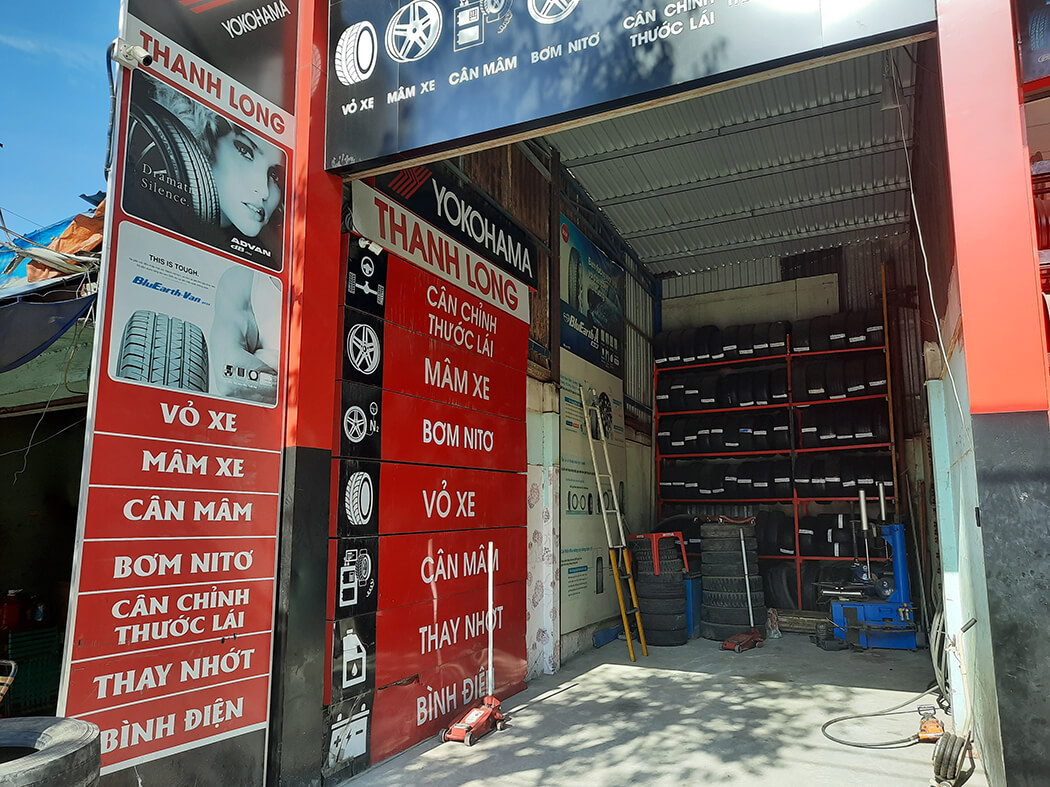 YOKOHAMA
THANH LONG
Dramatic
Silence
ADVAN
dB
THIS IS TOUGH.
BluEarth-Van
VỎ XE
MÂM XE
CÂN MÂM
BƠM NITƠ
CÂN CHỈNH
THƯỚC LÁI
THAY NHỚT
BÌNH ĐIỆN
VỎ XE
MÂM XE
CÂN MÂM
BƠM NITƠ
CÂN CHỈNH
THƯỚC LÁI
YOKOHAMA
THANH LONG
CÂN CHỈNH
THƯỚC LÁI
MÂM XE
BƠM NITƠ
N2
VỎ XE
CÂN MÂM
THAY NHỚT
BÌNH ĐIỆN
BluEarth